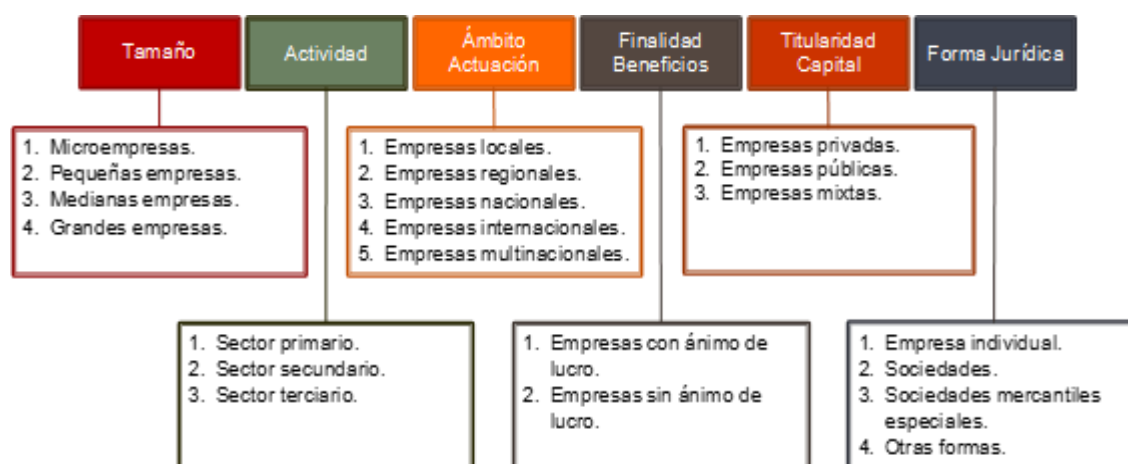 Tamaño
Actividad
Ámbito
Actuación
Finalidad
Beneficios
Titularidad
Capital
Forma Jurídica
1. Microempresas.
2. Pequeñas empresas.
3. Medianas empresas.
4. Grandes empresas.
1. Empresas locales.
2. Empresas regionales.
3. Empresas nacionales.
4. Empresas internacionales.
5. Empresas multinacionales.
1. Empresas privadas.
2. Empresas públicas.
3. Empresas mixtas.
1. Sector primario.
2. Sector secundario.
3. Sector terciario.
1. Empresas con ánimo de
lucro.
2. Empresas sin ánimo de
lucro.
1. Empresa individual.
2. Sociedades.
3. Sociedades mercantiles
especiales.
4. Otras formas.